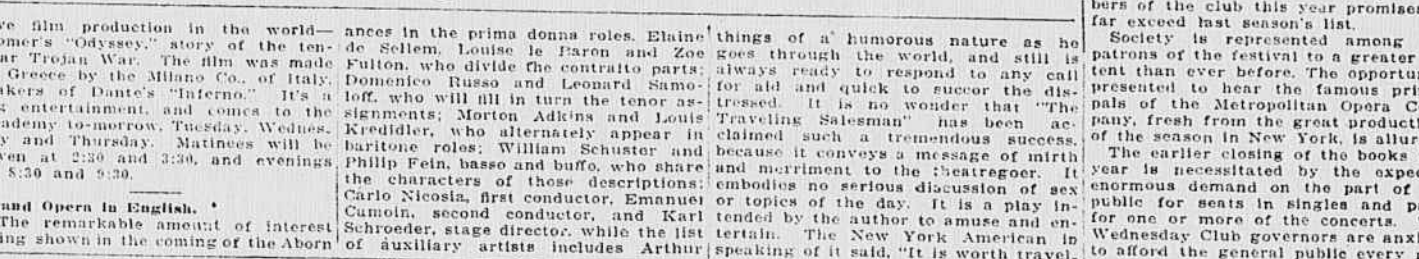 film production in the world—
"Odyssey," story of the ten-
Trojan War. The film was made
Greece by the Milano Co., of Italy,
of Dante's "Inferno." It's a
entertainment, and comes to the
to-morrow, Tuesday, Wednes-
and Thursday. Matinees will be
at 2:30 and 3:30, and evenings
8:30 and 9:30.
and Opera in English.
The remarkable amount of interest
shown in the coming of the Aborn
ances in the prima donna roles. Elaine
de Sellem, Louise le Baron and Zoe
Fulton, who divide the contralto parts;
Domenico Russo and Leonard Samo-
loff, who will fill in turn the tenor as-
signments; Morton Adkins and Louis
Kreidler, who alternately appear in
baritone roles; William Schuster and
Philip Fein, basso and buffo, who share
the characters of those descriptions;
Carlo Nicosia, first conductor, Emanuel
Cumoin, second conductor, and Karl
Schroeder, stage director, while the list
of auxiliary artists includes Arthur
things of a humorous nature as he
goes through the world, and still is
always ready to respond to any call
for aid and quick to succor the dis-
tressed. It is no wonder that "The
Traveling Salesman" has been ac-
claimed such a tremendous success,
because it conveys a message of mirth
and merriment to the theatregoer. It
embodies no serious discussion of sex
or topics of the day. It is a play in-
tended by the author to amuse and en-
tertain. The New York American in
speaking of it said, "It is worth travel-
bers of the club this year promise
far exceed last season's list.
Society is represented among
patrons of the festival to a greater
tent than ever before. The opportu
presented to hear the famous pri
pals of the Metropolitan Opera C
pany, fresh from the great producti
of the season in New York, is allur
The earlier closing of the books
year is necessitated by the expec
enormous demand on the part of
public for seats in singles and p
for one or more of the concerts.
Wednesday Club governors are anxi
to afford the general public every